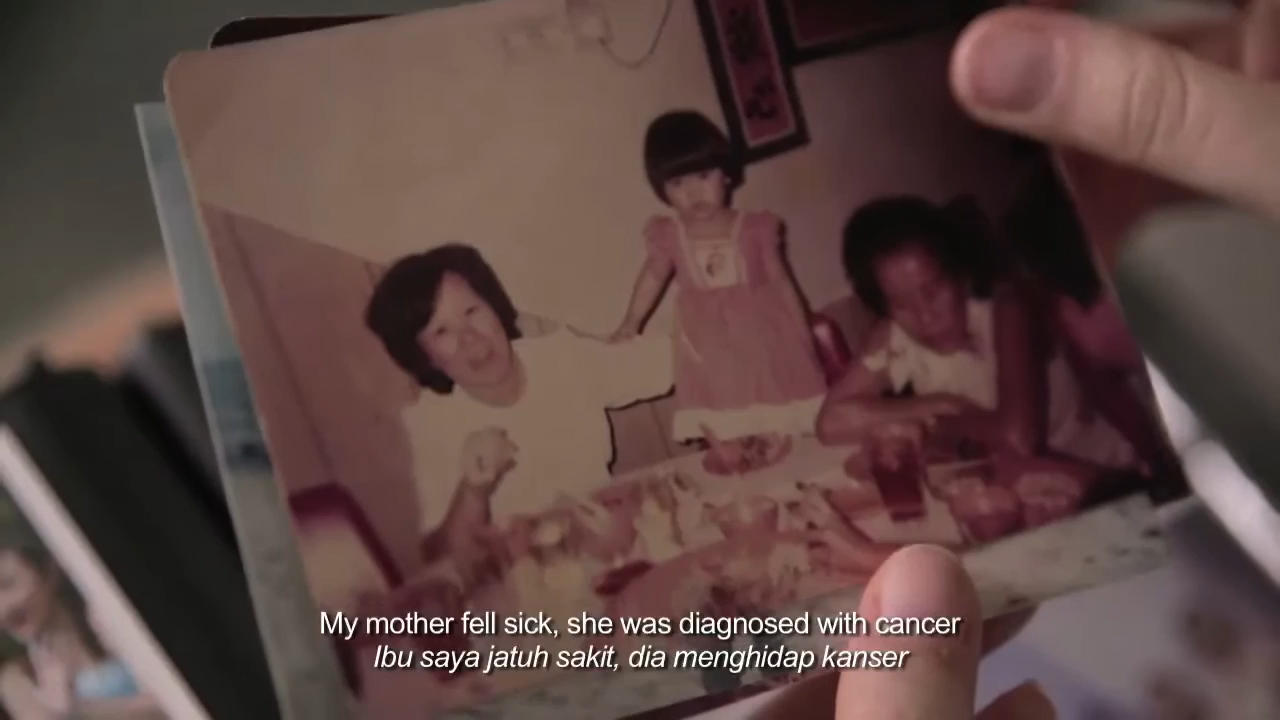 My mother fell sick, she was diagnosed with cancer
Ibu saya jatuh sakit, dia menghidap kanser